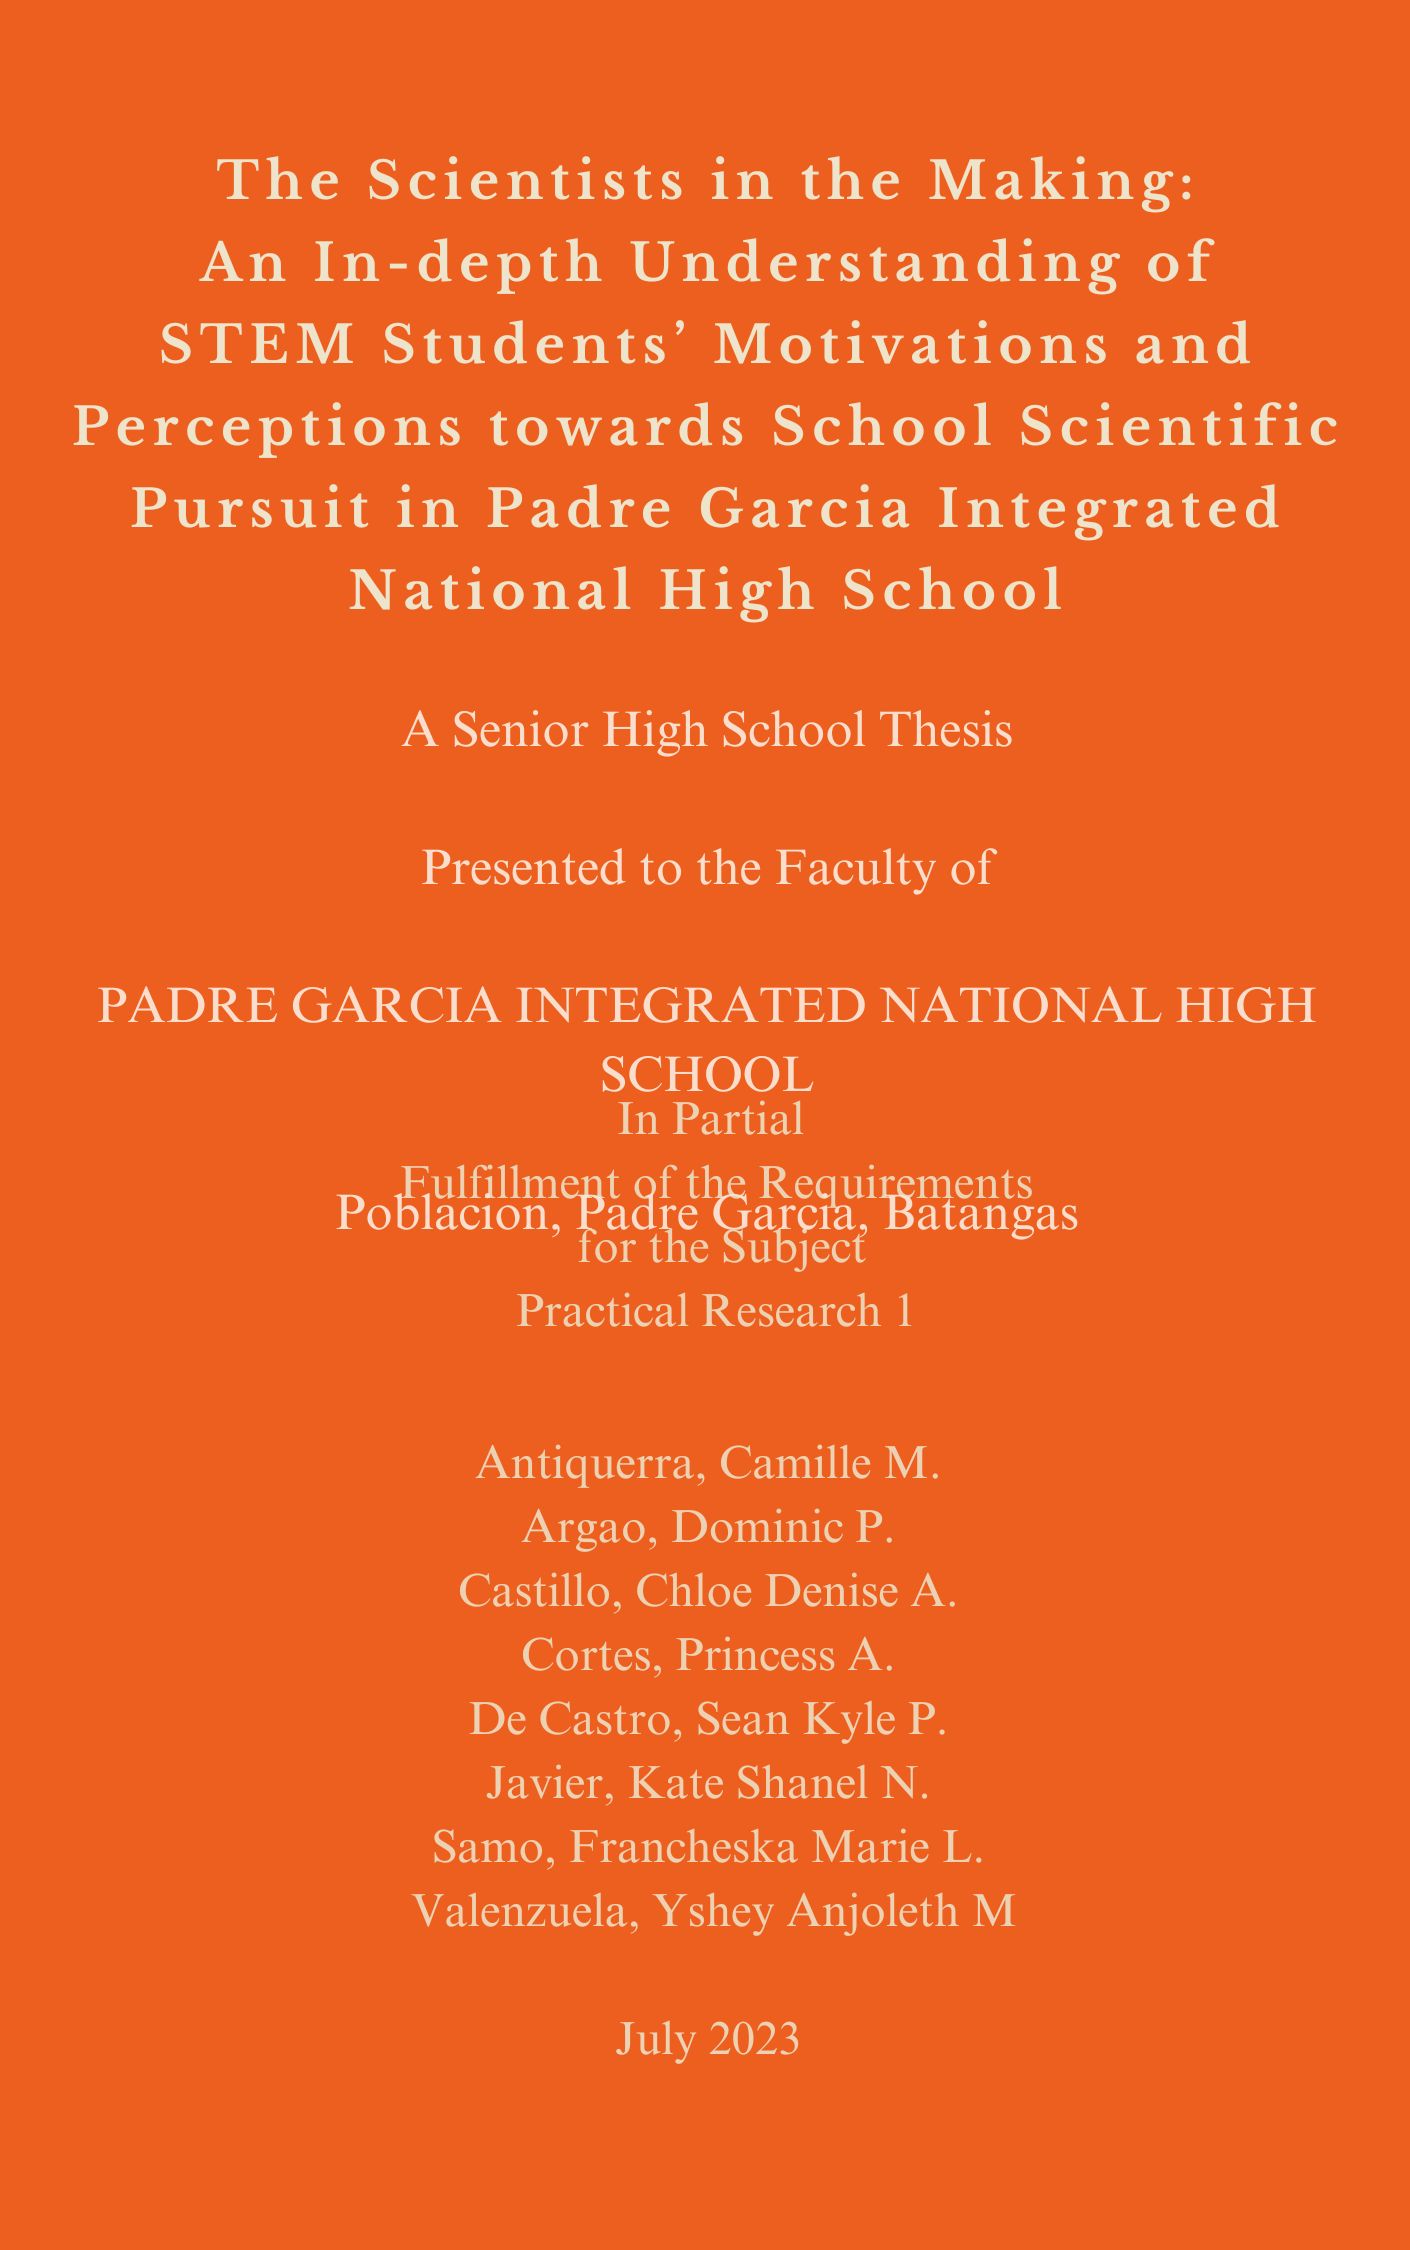 The Scientists in the Making:
An In-depth Understanding of
STEM Students’ Motivations and
Perceptions towards School Scientific
Pursuit in Padre Garcia Integrated
National High School
A Senior High School Thesis
Presented to the Faculty of
PADRE GARCIA INTEGRATED NATIONAL HIGH
SCHOOL
In Partial
Fulfillment of the Requirements
Poblacion, Padre Garcia, Batangas
for the Subject
Practical Research 1
Antiquerra, Camille M.
Argao, Dominic P.
Castillo, Chloe Denise A.
Cortes, Princess A.
De Castro, Sean Kyle P.
Javier, Kate Shanel N.
Samo, Francheska Marie L.
Valenzuela, Yshey Anjoleth M
July 2023